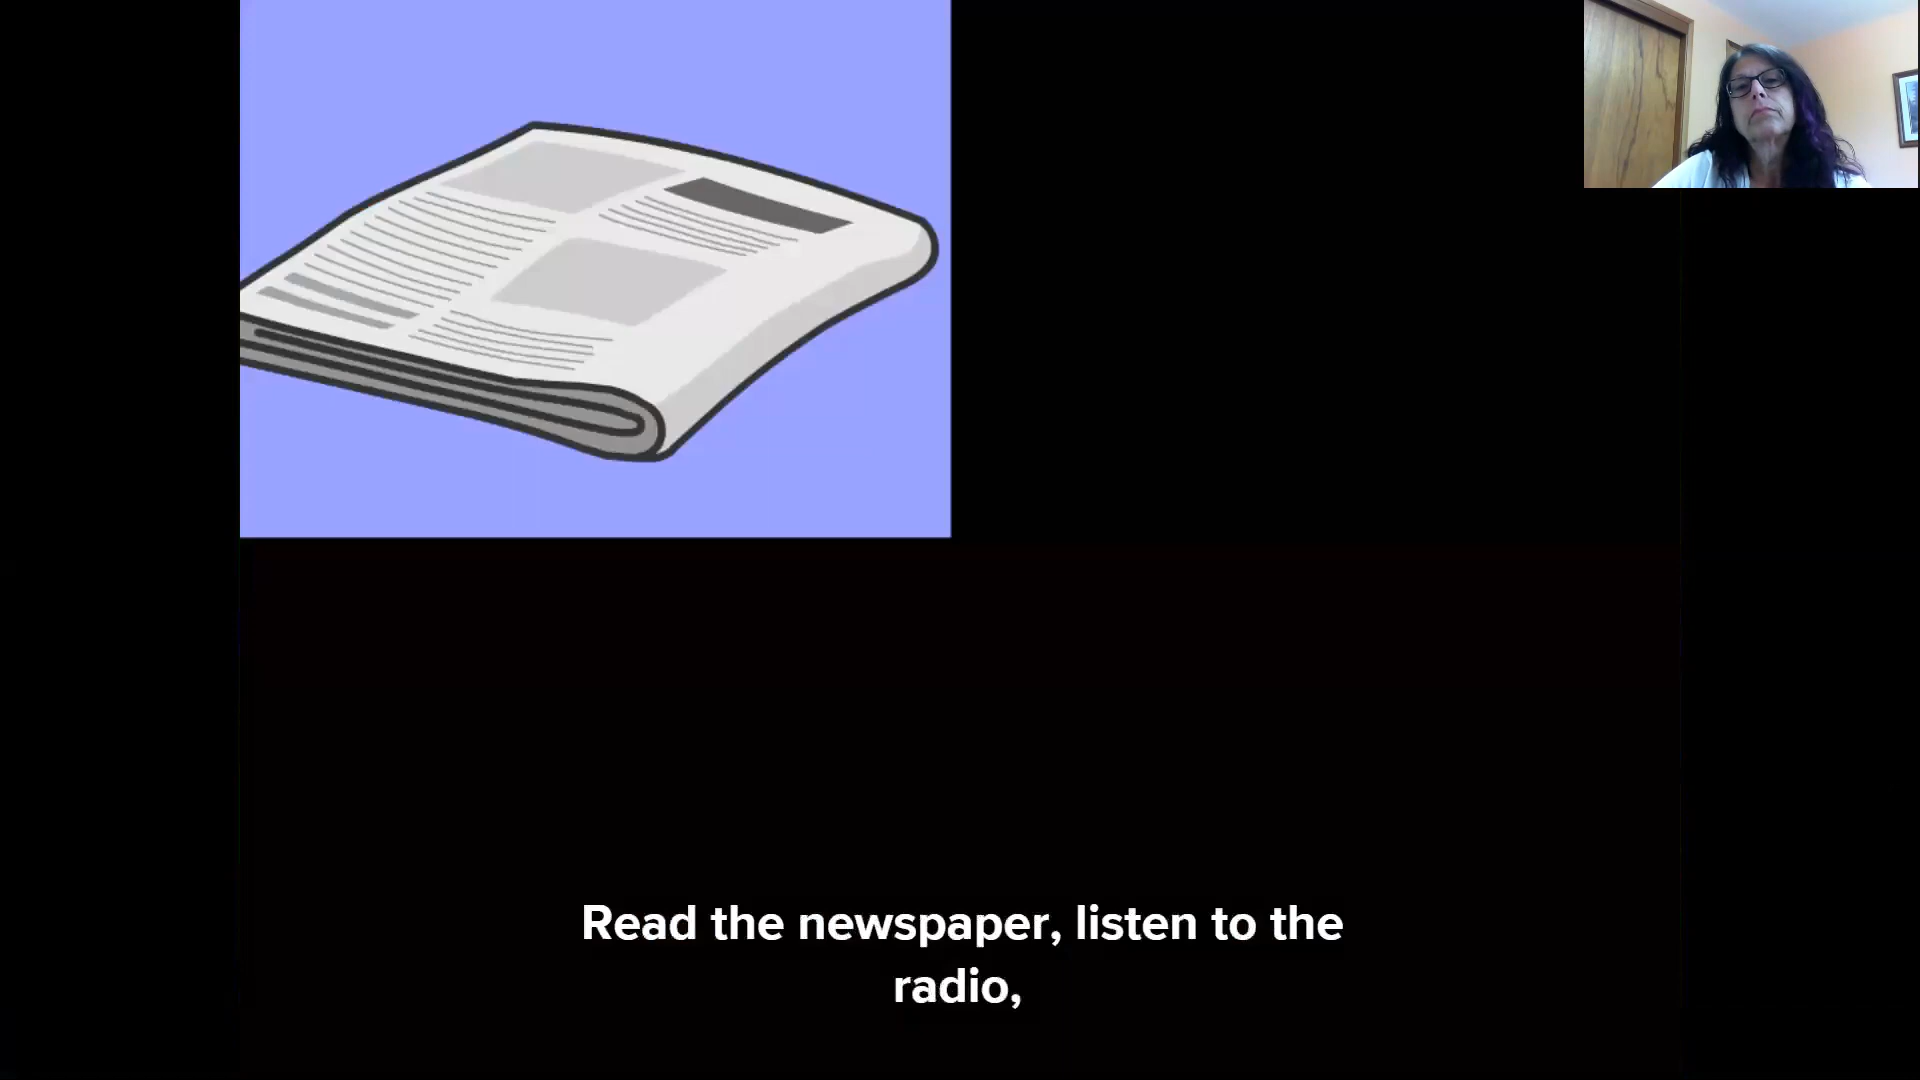 Read the newspaper, listen to the
radio,